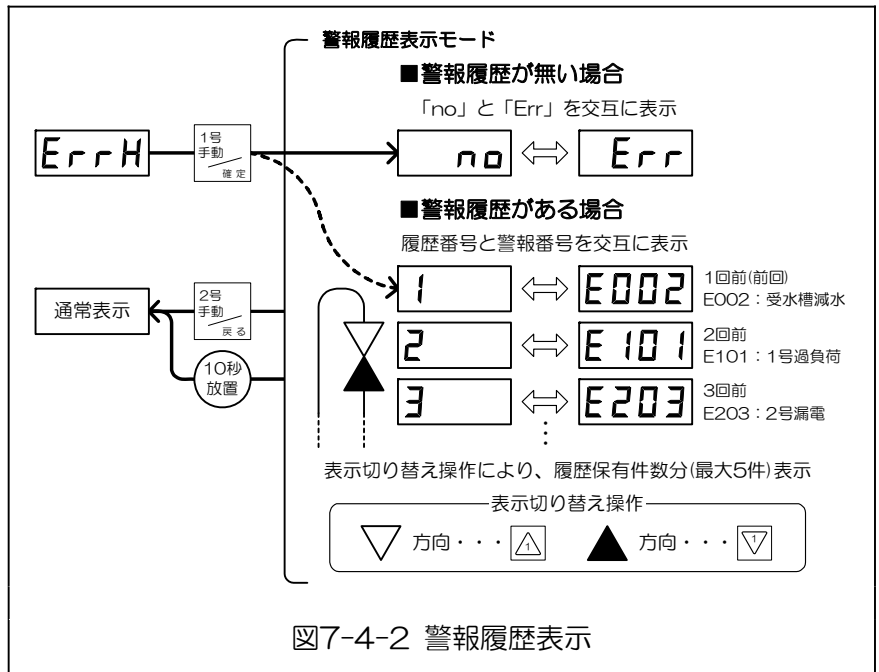 警報履歴表示モード
■警報履歴が無い場合
「no」と「Err」を交互に表示
ErrH
1号
手動
確定
no
Err
■警報履歴がある場合
履歴番号と警報番号を交互に表示
1
E002
1回前(前回)
E002：受水槽減水
通常表示
2号
手動
戻る
10秒
放置
2
E101
2回前
E101：1号過負荷
3
E203
3回前
E203：2号漏電
表示切り替え操作により、履歴保有件数分(最大5件)表示
表示切り替え操作
▽ 方向・・・ △1
▲ 方向・・・ ▽1
図7-4-2 警報履歴表示